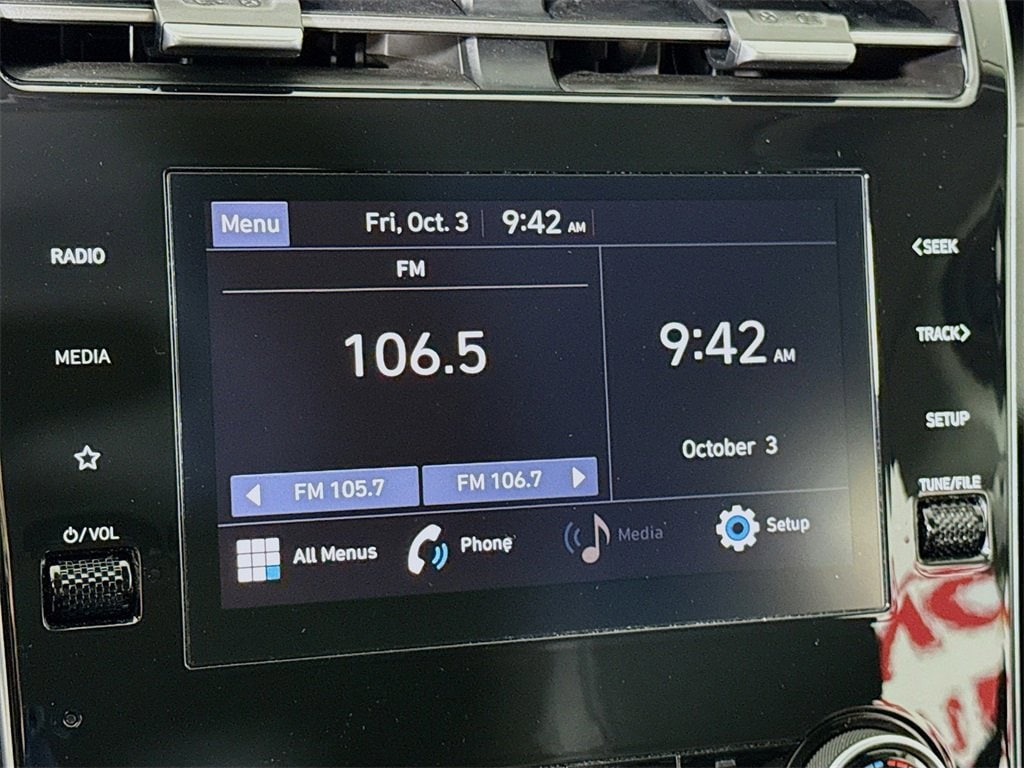 Menu Fri, Oct. 3 9:42 AM
RADIO
MEDIA
/VOL
FM
106.5
FM 105.7 FM 106.7
9:42 AM
October 3
All Menus Phone Media Setup
<SEEK
TRACK>
SETUP
TUNE/FILE